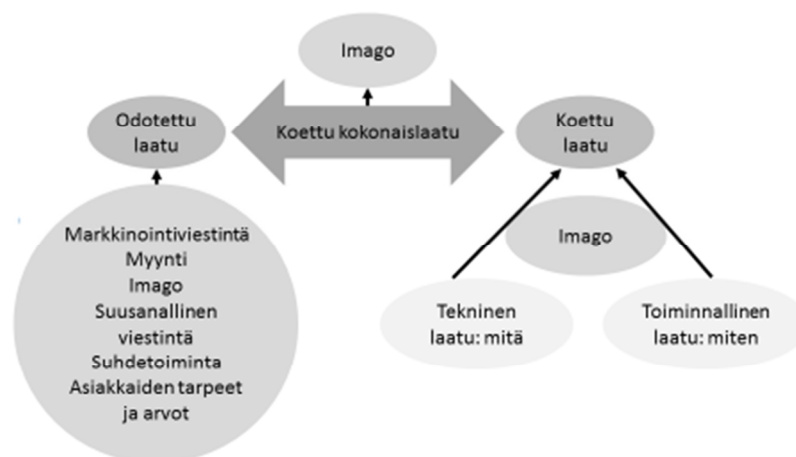 Imago
Odotettu
laatu
Koettu kokonaislaatu
Koettu
laatu
Markkinointiviestintä
Myynti
Imago
Suusanallinen
viestintä
Suhdetoiminta
Asiakkaiden tarpeet
ja arvot
Imago
Tekninen
laatu: mitä
Toiminnallinen
laatu: miten